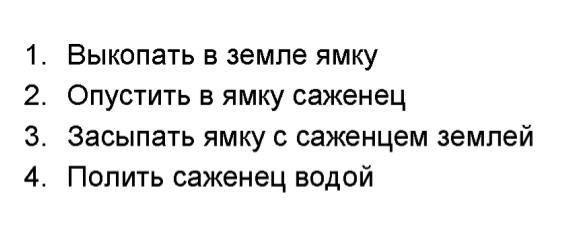 1. Выкопать в земле ямку
2. Опустить в ямку саженец
3. Засыпать ямку с саженцем землей
4. Полить саженец водой